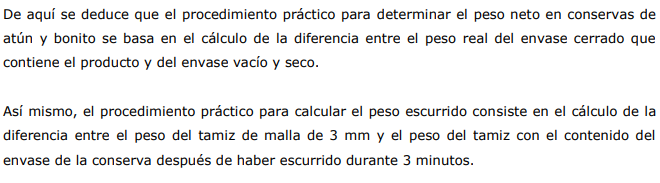 De aquí se deduce que el procedimiento práctico para determinar el peso neto en conservas de
atún y bonito se basa en el cálculo de la diferencia entre el peso real del envase cerrado que
contiene el producto y del envase vacío y seco.
Así mismo, el procedimiento práctico para calcular el peso escurrido consiste en el cálculo de la
diferencia entre el peso del tamiz de malla de 3 mm y el peso del tamiz con el contenido del
envase de la conserva después de haber escurrido durante 3 minutos.